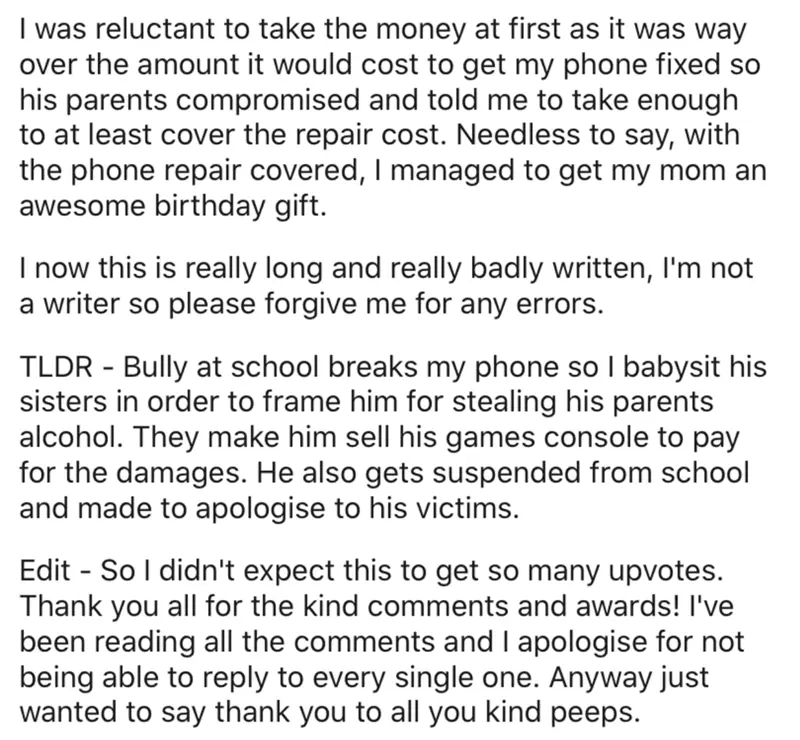 I was reluctant to take the money at first as it was way
over the amount it would cost to get my phone fixed so
his parents compromised and told me to take enough
to at least cover the repair cost. Needless to say, with
the phone repair covered, I managed to get my mom an
awesome birthday gift.
I now this is really long and really badly written, I'm not
a writer so please forgive me for any errors.
TLDR - Bully at school breaks my phone so I babysit his
sisters in order to frame him for stealing his parents
alcohol. They make him sell his games console to pay
for the damages. He also gets suspended from school
and made to apologise to his victims.
Edit - So I didn't expect this to get so many upvotes.
Thank you all for the kind comments and awards! I've
been reading all the comments and I apologise for not
being able to reply to every single one. Anyway just
wanted to say thank you to all you kind peeps.